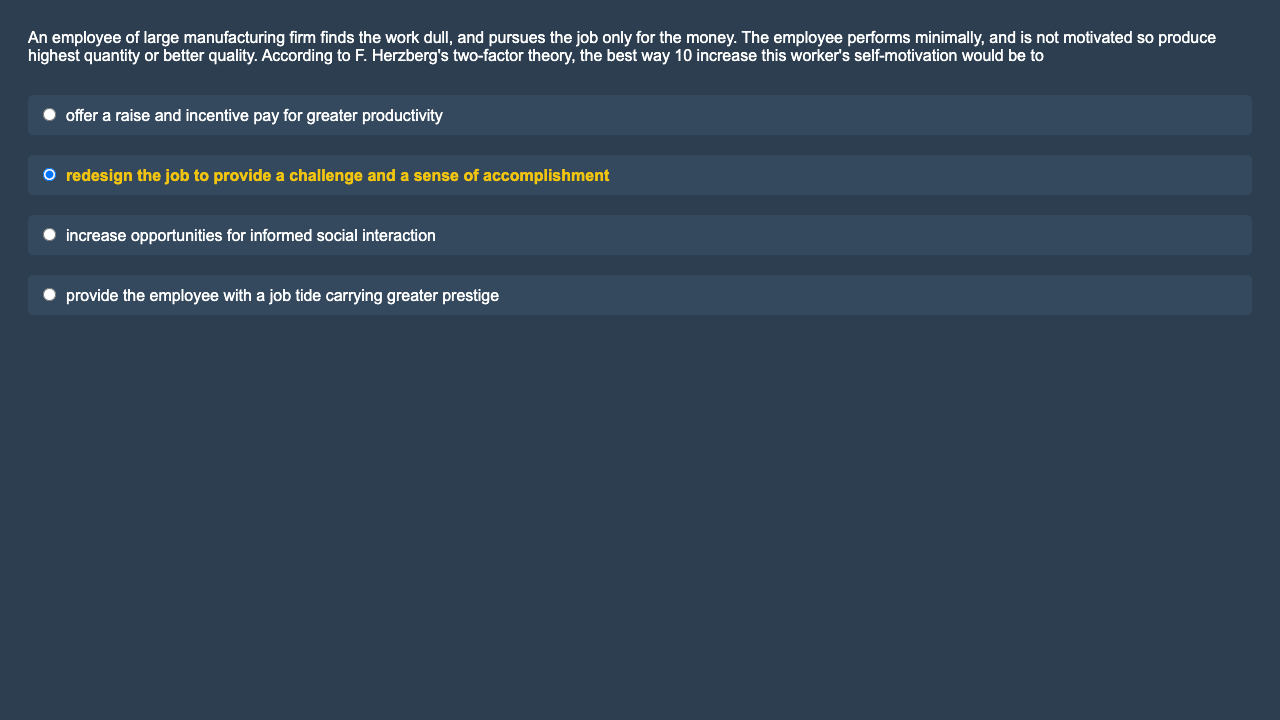 An employee of large manufacturing firm finds the work dull, and pursues the job only for the money. The employee performs minimally, and is not motivated so produce
highest quantity or better quality. According to F. Herzberg's two-factor theory, the best way 10 increase this worker's self-motivation would be to
offer a raise and incentive pay for greater productivity
redesign the job to provide a challenge and a sense of accomplishment
increase opportunities for informed social interaction
provide the employee with a job tide carrying greater prestige